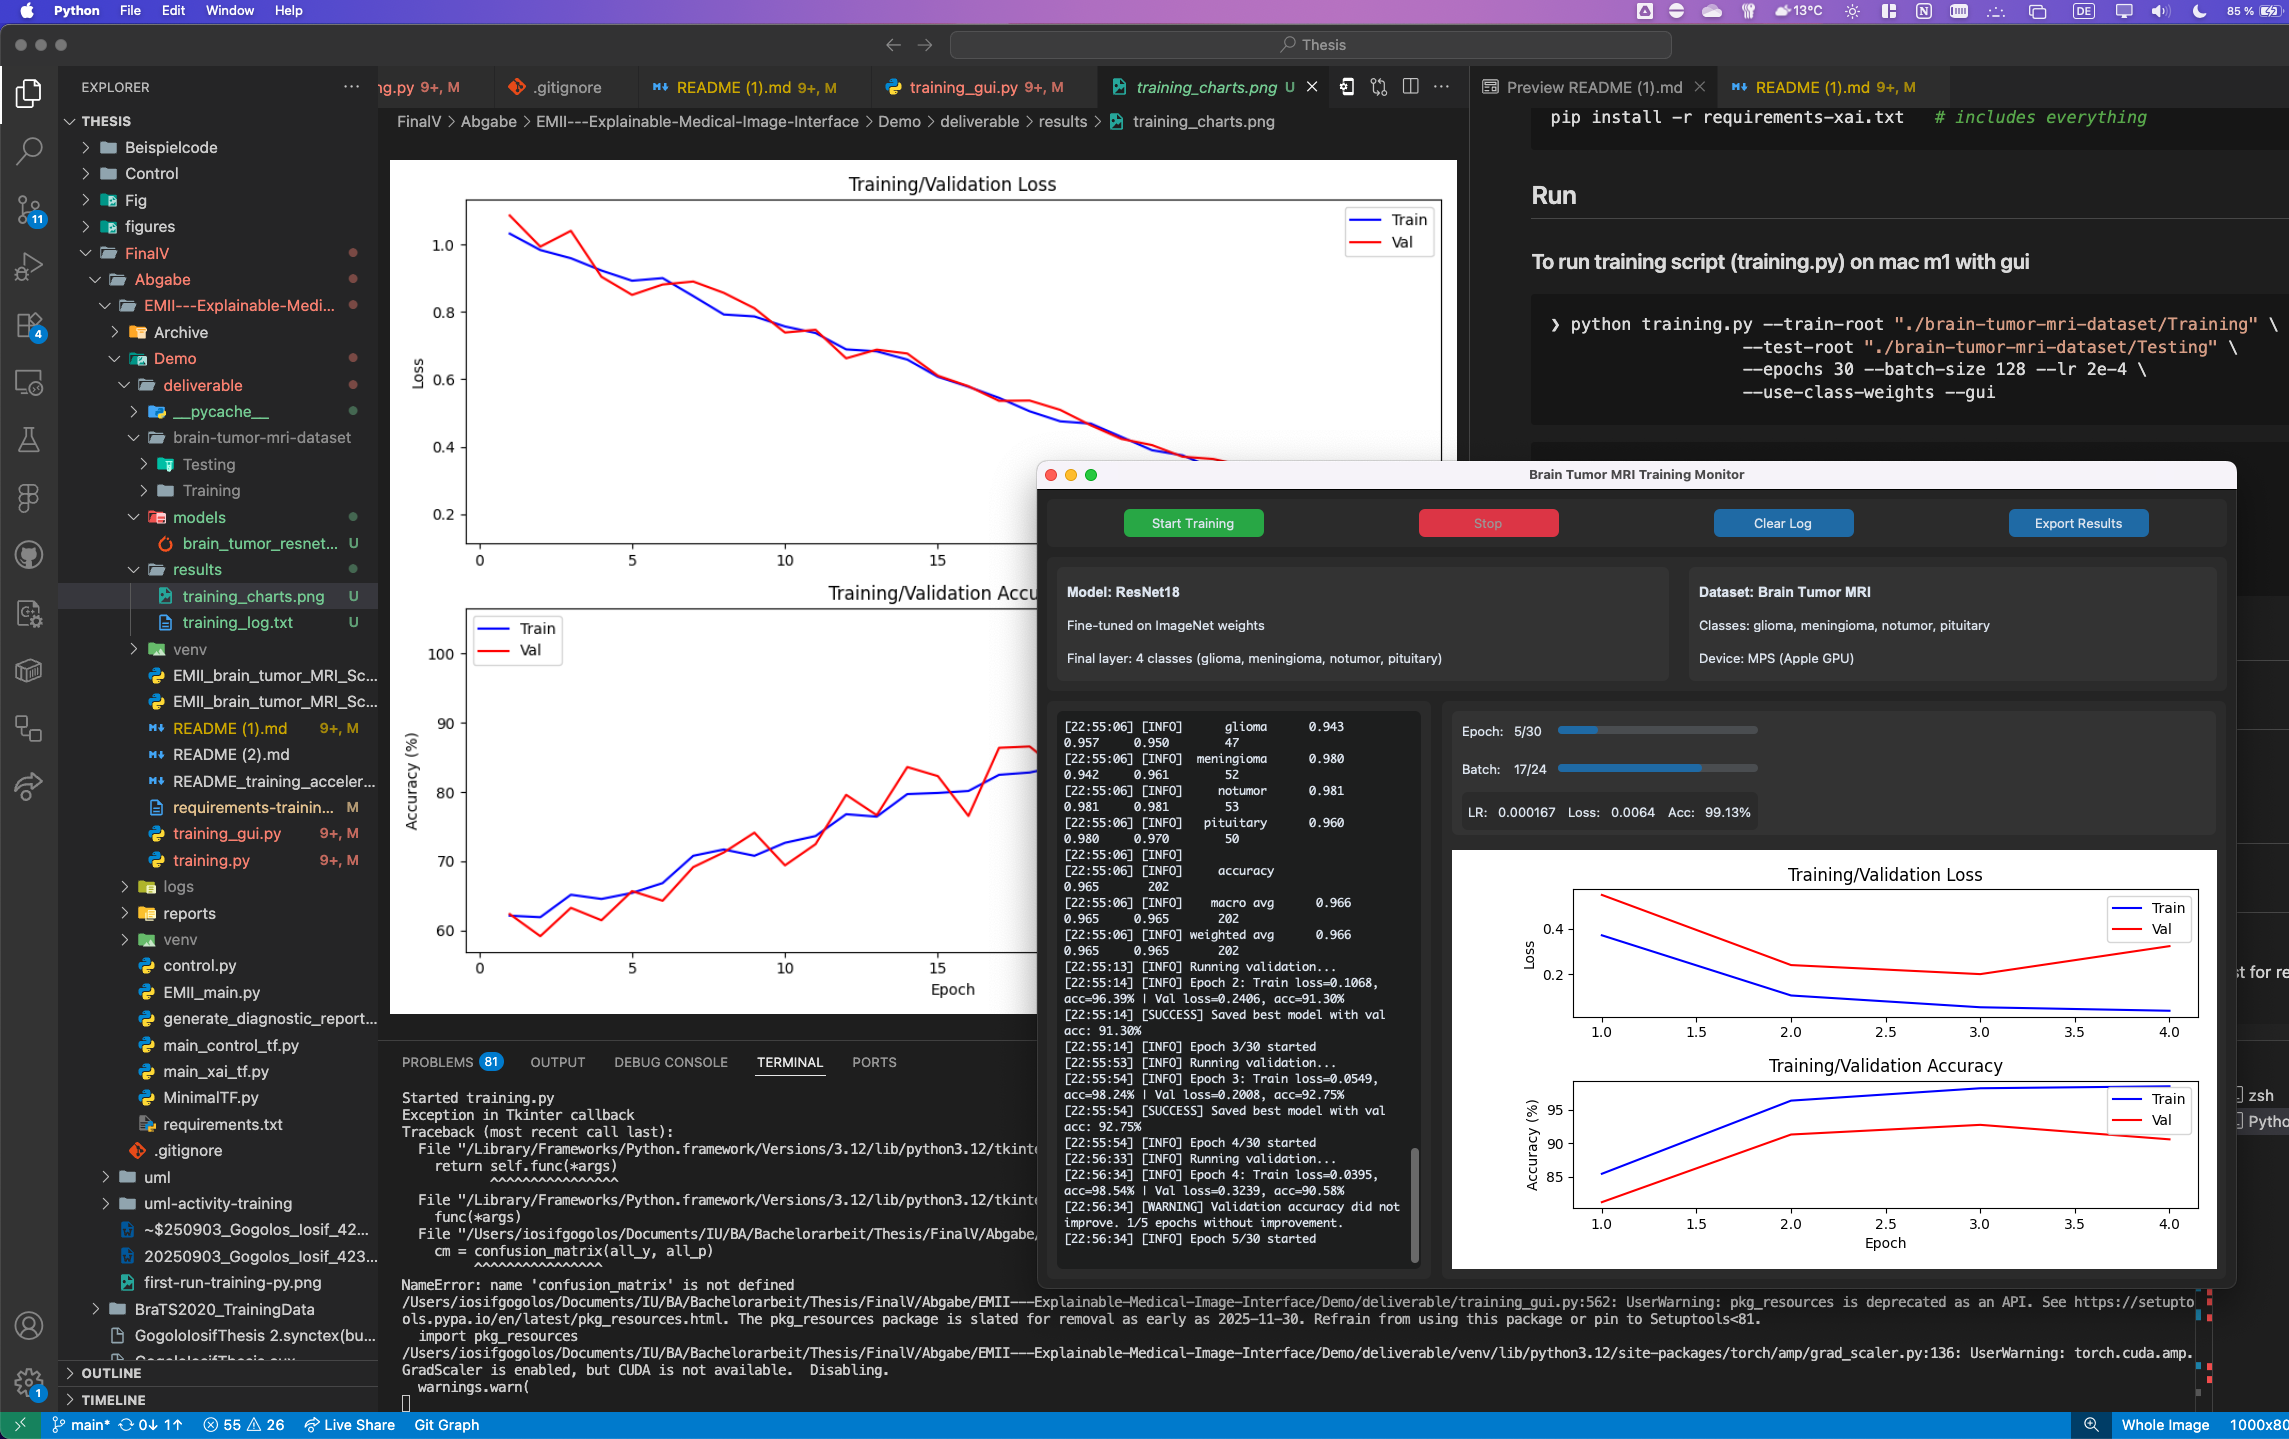 Python File Edit Window Help
13°C DE 85 %
Thesis
EXPLORER
THESIS
Beispielcode
Control
Fig
figures
FinalV
Abgabe
EMII---Explainable-Medi...
Archive
Demo
deliverable
__pycache__
brain-tumor-mri-dataset
Testing
Training
models
brain_tumor_resnet... U
results
training_charts.png U
training_log.txt U
venv
EMII_brain_tumor_MRI_Sc...
EMII_brain_tumor_MRI_Sc...
README (1).md 9+, M
README (2).md
README_training_acceler...
requirements-trainin... M
training_gui.py 9+, M
training.py 9+, M
logs
reports
venv
control.py
EMII_main.py
generate_diagnostic_report...
main_control_tf.py
main_xai_tf.py
MinimalTF.py
requirements.txt
.gitignore
uml
uml-activity-training
~$250903_Gogolos_Iosif_42...
20250903_Gogolos_Iosif_423...
first-run-training-py.png
BraTS2020_TrainingData
GogoloIosifThesis 2.synctex(bu...
OUTLINE
TIMELINE
11
4
1
ng.py 9+, M .gitignore README (1).md 9+, M training_gui.py 9+, M training_charts.png U
FinalV > Abgabe > EMII---Explainable-Medical-Image-Interface > Demo > deliverable > results > training_charts.png
Training/Validation Loss
Train
Val
1.0
0.8
0.6
0.4
0.2
Loss
0 5 10 15
Training/Validation Accu
Train
Val
100
90
80
70
60
Accuracy (%)
0 5 10 15
Epoch
Preview README (1).md README (1).md 9+, M
pip install -r requirements-xai.txt # includes everything
Run
To run training script (training.py) on mac m1 with gui
❯ python training.py --train-root "./brain-tumor-mri-dataset/Training" \
--test-root "./brain-tumor-mri-dataset/Testing" \
--epochs 30 --batch-size 128 --lr 2e-4 \
--use-class-weights --gui
st for re
zsh
Pytho
Brain Tumor MRI Training Monitor
Start Training Stop Clear Log Export Results
Model: ResNet18
Fine-tuned on ImageNet weights
Final layer: 4 classes (glioma, meningioma, notumor, pituitary)
Dataset: Brain Tumor MRI
Classes: glioma, meningioma, notumor, pituitary
Device: MPS (Apple GPU)
[22:55:06] [INFO] glioma 0.943
0.957 0.950 47
[22:55:06] [INFO] meningioma 0.980
0.942 0.961 52
[22:55:06] [INFO] notumor 0.981
0.981 0.981 53
[22:55:06] [INFO] pituitary 0.960
0.980 0.970 50
[22:55:06] [INFO]
[22:55:06] [INFO] accuracy
0.965 202
[22:55:06] [INFO] macro avg 0.966
0.965 0.965 202
[22:55:06] [INFO] weighted avg 0.966
0.965 0.965 202
[22:55:13] [INFO] Running validation...
[22:55:14] [INFO] Epoch 2: Train loss=0.1068,
acc=96.39% | Val loss=0.2406, acc=91.30%
[22:55:14] [SUCCESS] Saved best model with val
acc: 91.30%
[22:55:14] [INFO] Epoch 3/30 started
[22:55:53] [INFO] Running validation...
[22:55:54] [INFO] Epoch 3: Train loss=0.0549,
acc=98.24% | Val loss=0.2008, acc=92.75%
[22:55:54] [SUCCESS] Saved best model with val
acc: 92.75%
[22:55:54] [INFO] Epoch 4/30 started
[22:56:33] [INFO] Running validation...
[22:56:34] [INFO] Epoch 4: Train loss=0.0395,
acc=98.54% | Val loss=0.3239, acc=90.58%
[22:56:34] [WARNING] Validation accuracy did not
improve. 1/5 epochs without improvement.
[22:56:34] [INFO] Epoch 5/30 started
Epoch: 5/30
Batch: 17/24
LR: 0.000167 Loss: 0.0064 Acc: 99.13%
Training/Validation Loss
Train
Val
0.4
0.2
Loss
1.0 1.5 2.0 2.5 3.0 3.5 4.0
Training/Validation Accuracy
Train
Val
95
90
85
Accuracy (%)
1.0 1.5 2.0 2.5 3.0 3.5 4.0
Epoch
PROBLEMS 81 OUTPUT DEBUG CONSOLE TERMINAL PORTS
Started training.py
Exception in Tkinter callback
Traceback (most recent call last):
File "/Library/Frameworks/Python.framework/Versions/3.12/lib/python3.12/tkinte
return self.func(*args)
^^^^^^^^^^^^^^^^
File "/Library/Frameworks/Python.framework/Versions/3.12/lib/python3.12/tkinte
func(*args)
File "/Users/iosifgogolos/Documents/IU/BA/Bachelorarbeit/Thesis/FinalV/Abgabe/
cm = confusion_matrix(all_y, all_p)
^^^^^^^^^^^^^^^^
NameError: name 'confusion_matrix' is not defined
/Users/iosifgogolos/Documents/IU/BA/Bachelorarbeit/Thesis/FinalV/Abgabe/EMII---Explainable-Medical-Image-Interface/Demo/deliverable/training_gui.py:562: UserWarning: pkg_resources is deprecated as an API. See https://setupto
ols.pypa.io/en/latest/pkg_resources.html. The pkg_resources package is slated for removal as early as 2025-11-30. Refrain from using this package or pin to Setuptools<81.
import pkg_resources
/Users/iosifgogolos/Documents/IU/BA/Bachelorarbeit/Thesis/FinalV/Abgabe/EMII---Explainable-Medical-Image-Interface/Demo/deliverable/venv/lib/python3.12/site-packages/torch/amp/grad_scaler.py:136: UserWarning: torch.cuda.amp.
GradScaler is enabled, but CUDA is not available. Disabling.
warnings.warn(
main* 0↓ 1↑ 55 26 Live Share Git Graph Whole Image 1000x80